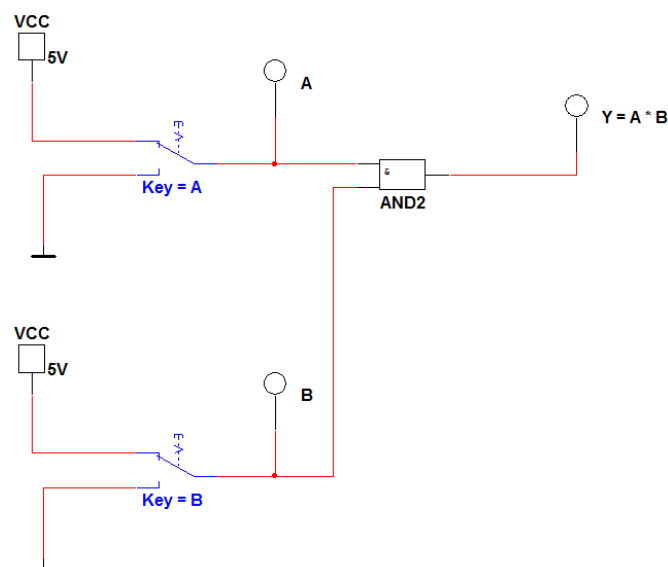 VCC
5V
A
Y = A * B
Key = A
&
AND2
VCC
5V
B
Key = B